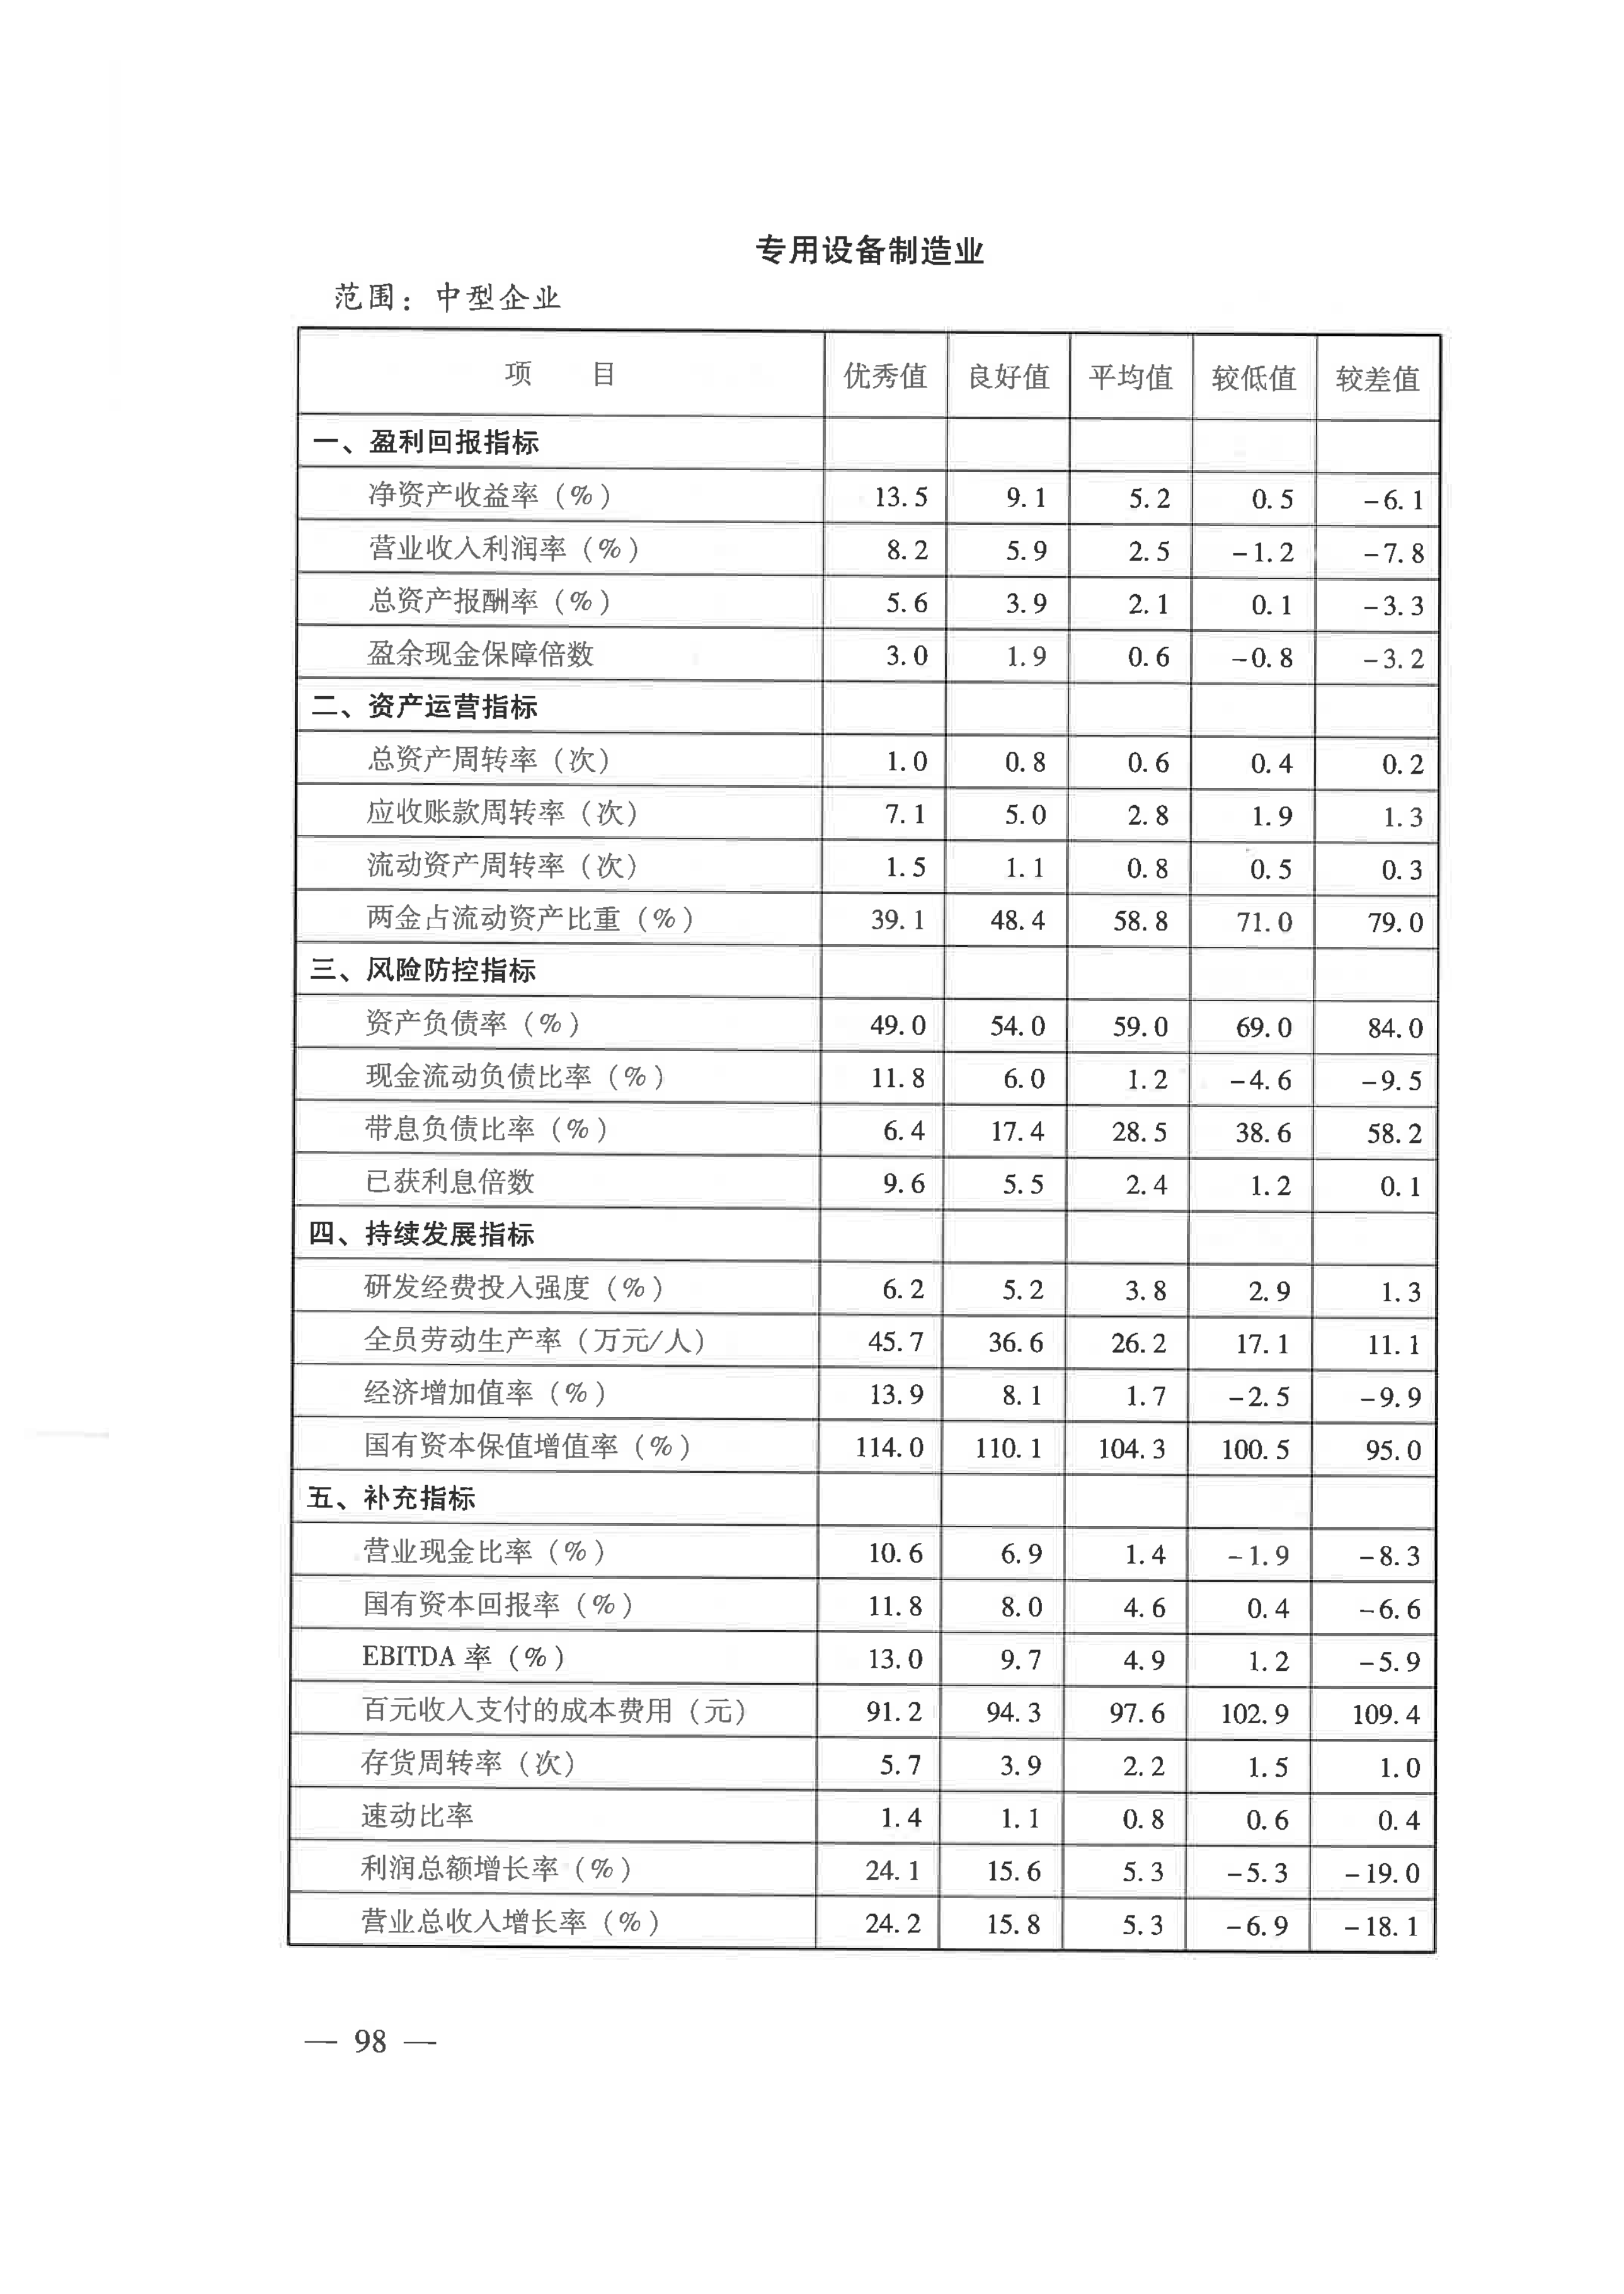 专用设备制造业
范围：中型企业
项 目 优秀值 良好值 平均值 较低值 较差值
一、盈利回报指标
净资产收益率（%） 13.5 9.1 5.2 0.5 -6.1
营业收入利润率（%） 8.2 5.9 2.5 -1.2 -7.8
总资产报酬率（%） 5.6 3.9 2.1 0.1 -3.3
盈余现金保障倍数 3.0 1.9 0.6 -0.8 -3.2
二、资产运营指标
总资产周转率（次） 1.0 0.8 0.6 0.4 0.2
应收账款周转率（次） 7.1 5.0 2.8 1.9 1.3
流动资产周转率（次） 1.5 1.1 0.8 0.5 0.3
两金占流动资产比重（%） 39.1 48.4 58.8 71.0 79.0
三、风险防控指标
资产负债率（%） 49.0 54.0 59.0 69.0 84.0
现金流动负债比率（%） 11.8 6.0 1.2 -4.6 -9.5
带息负债比率（%） 6.4 17.4 28.5 38.6 58.2
已获利息倍数 9.6 5.5 2.4 1.2 0.1
四、持续发展指标
研发经费投入强度（%） 6.2 5.2 3.8 2.9 1.3
全员劳动生产率（万元/人） 45.7 36.6 26.2 17.1 11.1
经济增加值率（%） 13.9 8.1 1.7 -2.5 -9.9
国有资本保值增值率（%） 114.0 110.1 104.3 100.5 95.0
五、补充指标
营业现金比率（%） 10.6 6.9 1.4 -1.9 -8.3
国有资本回报率（%） 11.8 8.0 4.6 0.4 -6.6
EBITDA 率（%） 13.0 9.7 4.9 1.2 -5.9
百元收入支付的成本费用（元） 91.2 94.3 97.6 102.9 109.4
存货周转率（次） 5.7 3.9 2.2 1.5 1.0
速动比率 1.4 1.1 0.8 0.6 0.4
利润总额增长率（%） 24.1 15.6 5.3 -5.3 -19.0
营业总收入增长率（%） 24.2 15.8 5.3 -6.9 -18.1
— 98 —